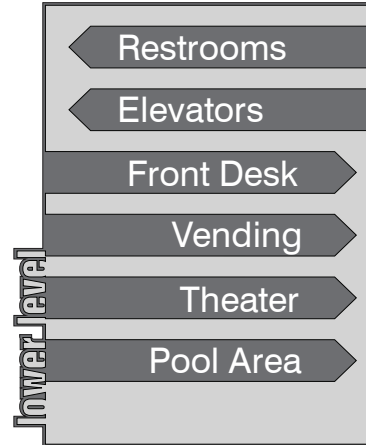 Restrooms
Elevators
Front Desk
Vending
Theater
Pool Area
lower level